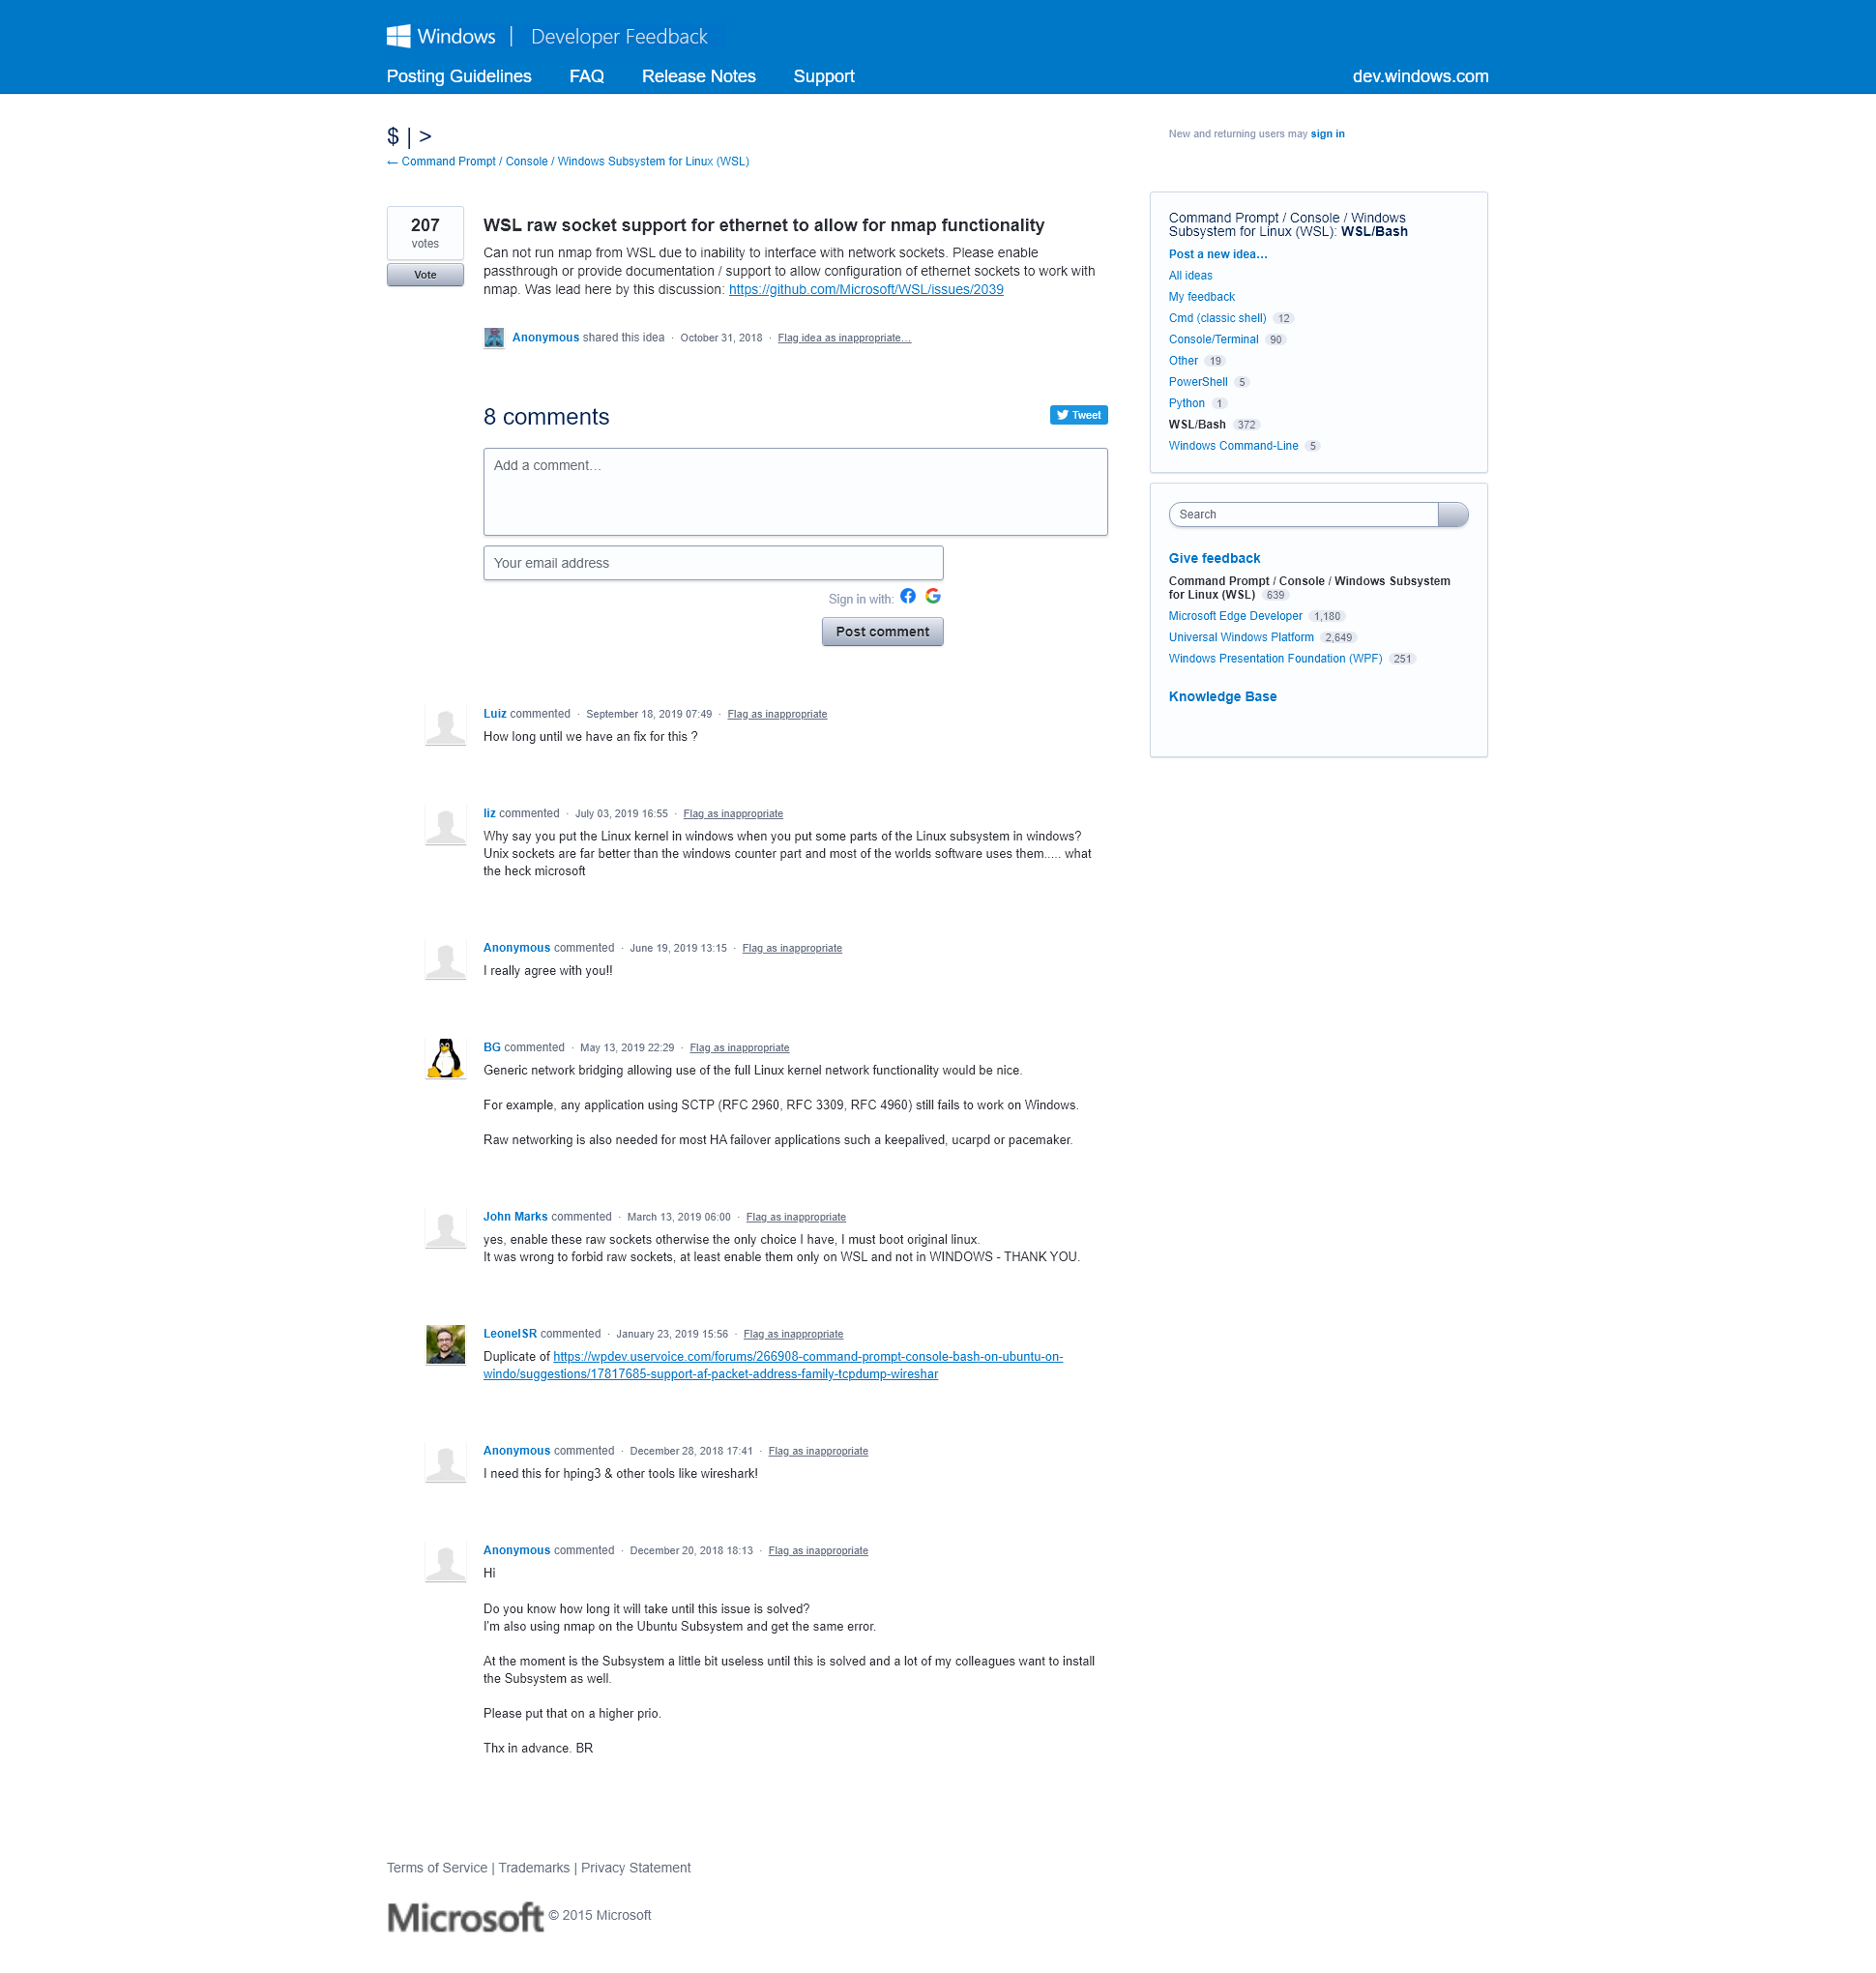 Windows | Developer Feedback
Posting Guidelines FAQ Release Notes Support dev.windows.com
$ | >
← Command Prompt / Console / Windows Subsystem for Linux (WSL)
New and returning users may sign in
207
votes
Vote
WSL raw socket support for ethernet to allow for nmap functionality
Can not run nmap from WSL due to inability to interface with network sockets. Please enable
passthrough or provide documentation / support to allow configuration of ethernet sockets to work with
nmap. Was lead here by this discussion: https://github.com/Microsoft/WSL/issues/2039
Anonymous shared this idea · October 31, 2018 · Flag idea as inappropriate…
8 comments
Tweet
Add a comment…
Your email address
Sign in with:
Post comment
Luiz commented · September 18, 2019 07:49 · Flag as inappropriate
How long until we have an fix for this ?
liz commented · July 03, 2019 16:55 · Flag as inappropriate
Why say you put the Linux kernel in windows when you put some parts of the Linux subsystem in windows?
Unix sockets are far better than the windows counter part and most of the worlds software uses them..... what
the heck microsoft
Anonymous commented · June 19, 2019 13:15 · Flag as inappropriate
I really agree with you!!
BG commented · May 13, 2019 22:29 · Flag as inappropriate
Generic network bridging allowing use of the full Linux kernel network functionality would be nice.
For example, any application using SCTP (RFC 2960, RFC 3309, RFC 4960) still fails to work on Windows.
Raw networking is also needed for most HA failover applications such a keepalived, ucarpd or pacemaker.
John Marks commented · March 13, 2019 06:00 · Flag as inappropriate
yes, enable these raw sockets otherwise the only choice I have, I must boot original linux.
It was wrong to forbid raw sockets, at least enable them only on WSL and not in WINDOWS - THANK YOU.
LeonelSR commented · January 23, 2019 15:56 · Flag as inappropriate
Duplicate of https://wpdev.uservoice.com/forums/266908-command-prompt-console-bash-on-ubuntu-on-
windo/suggestions/17817685-support-af-packet-address-family-tcpdump-wireshar
Anonymous commented · December 28, 2018 17:41 · Flag as inappropriate
I need this for hping3 & other tools like wireshark!
Anonymous commented · December 20, 2018 18:13 · Flag as inappropriate
Hi
Do you know how long it will take until this issue is solved?
I'm also using nmap on the Ubuntu Subsystem and get the same error.
At the moment is the Subsystem a little bit useless until this is solved and a lot of my colleagues want to install
the Subsystem as well.
Please put that on a higher prio.
Thx in advance. BR
Command Prompt / Console / Windows
Subsystem for Linux (WSL): WSL/Bash
Post a new idea…
All ideas
My feedback
Cmd (classic shell) 12
Console/Terminal 90
Other 19
PowerShell 5
Python 1
WSL/Bash 372
Windows Command-Line 5
Search
Give feedback
Command Prompt / Console / Windows Subsystem
for Linux (WSL) 639
Microsoft Edge Developer 1,180
Universal Windows Platform 2,649
Windows Presentation Foundation (WPF) 251
Knowledge Base
Terms of Service | Trademarks | Privacy Statement
Microsoft © 2015 Microsoft